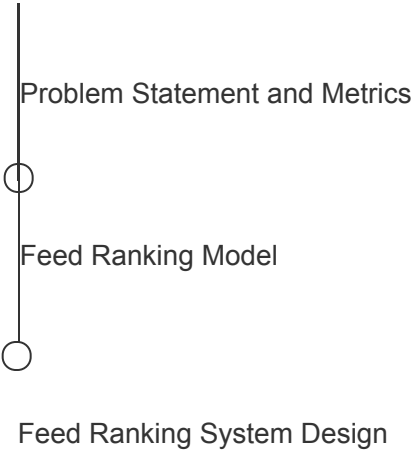 Problem Statement and Metrics
Feed Ranking Model
Feed Ranking System Design